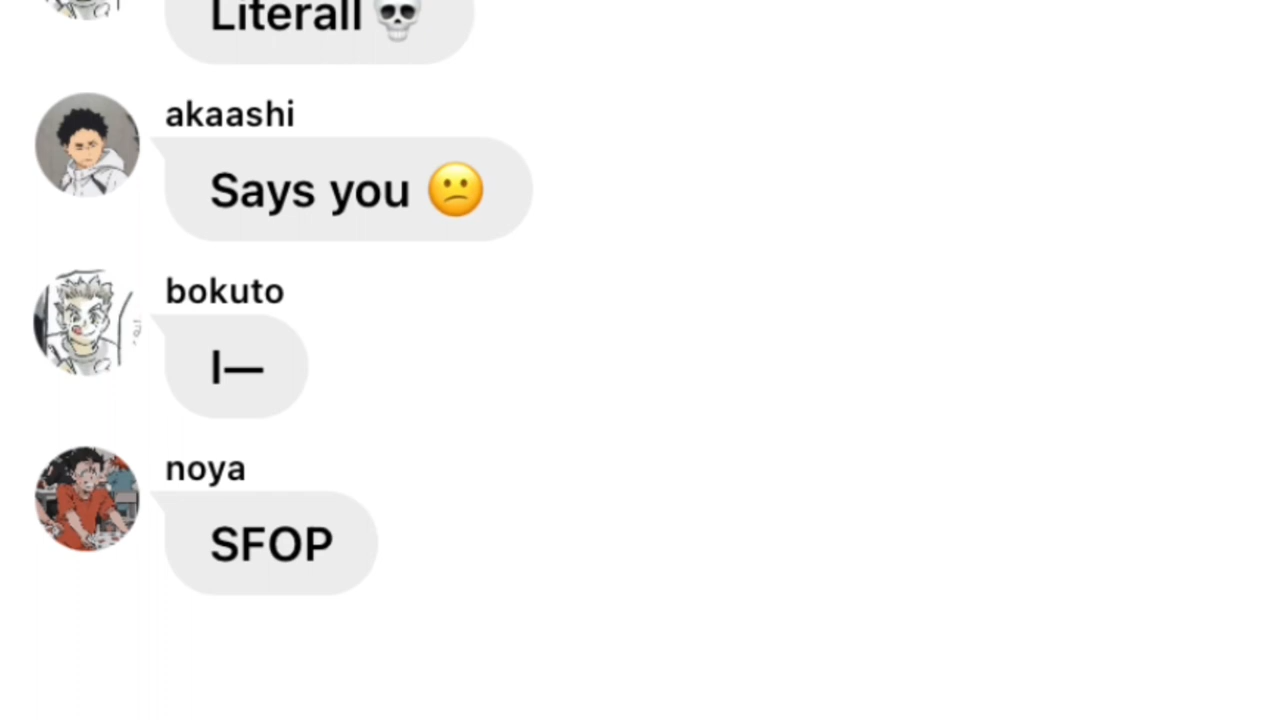 Literall💀
akaashi
Says you 😕
bokuto
I—
noya
SFOP